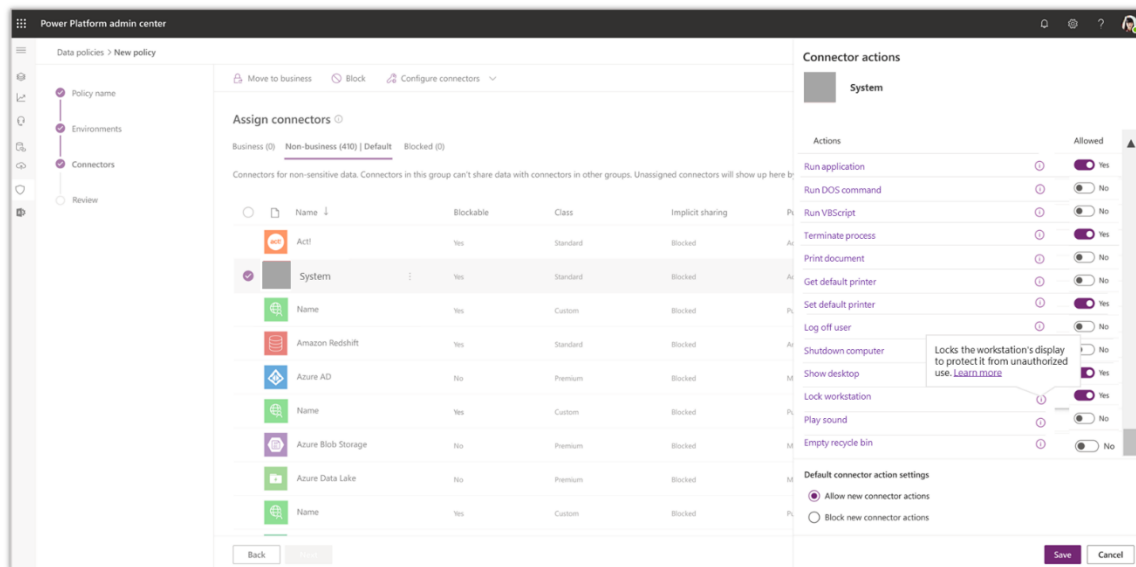 Power Platform admin center
?
Data policies > New policy
Policy name
Environments
Connectors
Review
Move to business
Block
Configure connectors
Assign connectors
Business (0)
Non-business (410) | Default
Blocked (0)
Connectors for non-sensitive data. Connectors in this group can't share data with connectors in other groups. Unassigned connectors will show up here by
Name ↓ Blockable Class Implicit sharing
Act! Yes Standard Blocked
System Yes Standard Blocked
Name Yes Custom Blocked
Amazon Redshift Yes Standard Blocked
Azure AD No Premium Blocked
Name Yes Custom Blocked
Azure Blob Storage No Premium Blocked
Azure Data Lake No Premium Blocked
Name Yes Custom Blocked
Back
Next
Connector actions
System
Actions Allowed
Run application Yes
Run DOS command No
Run VBScript No
Terminate process Yes
Print document No
Get default printer No
Set default printer Yes
Log off user No
Shutdown computer No
Show desktop Yes
Lock workstation Yes
Play sound No
Empty recycle bin No
Locks the workstation's display
to protect it from unauthorized
use. Learn more
Default connector action settings
Allow new connector actions
Block new connector actions
Save
Cancel